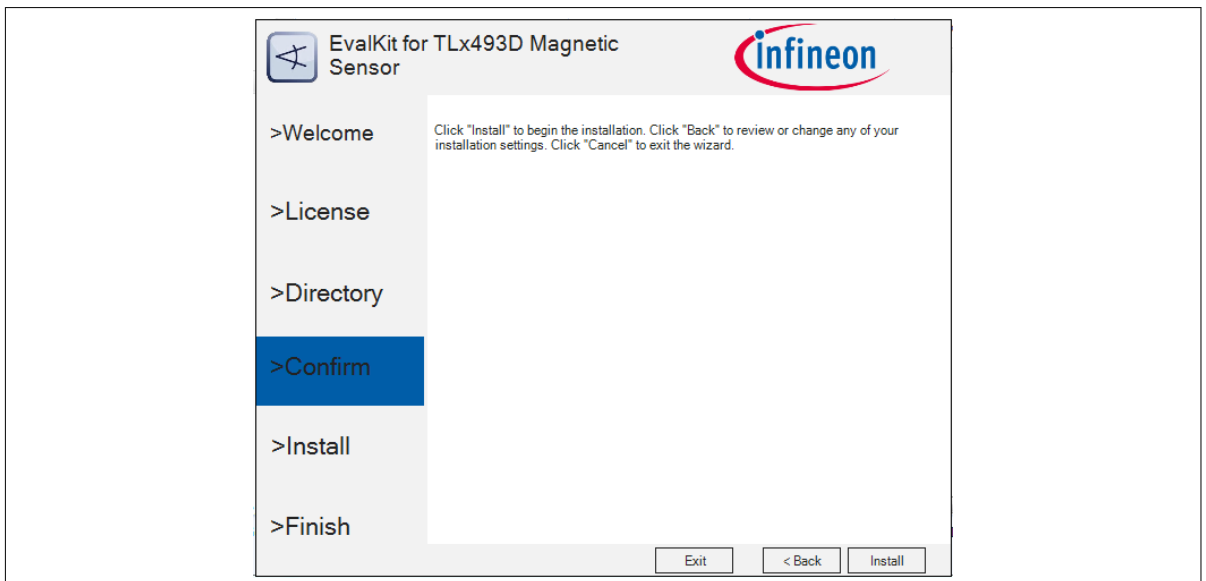 EvalKit for TLx493D Magnetic
Sensor
infineon
>Welcome
Click "Install" to begin the installation. Click "Back" to review or change any of your
installation settings. Click "Cancel" to exit the wizard.
>License
>Directory
>Confirm
>Install
>Finish
Exit
< Back
Install